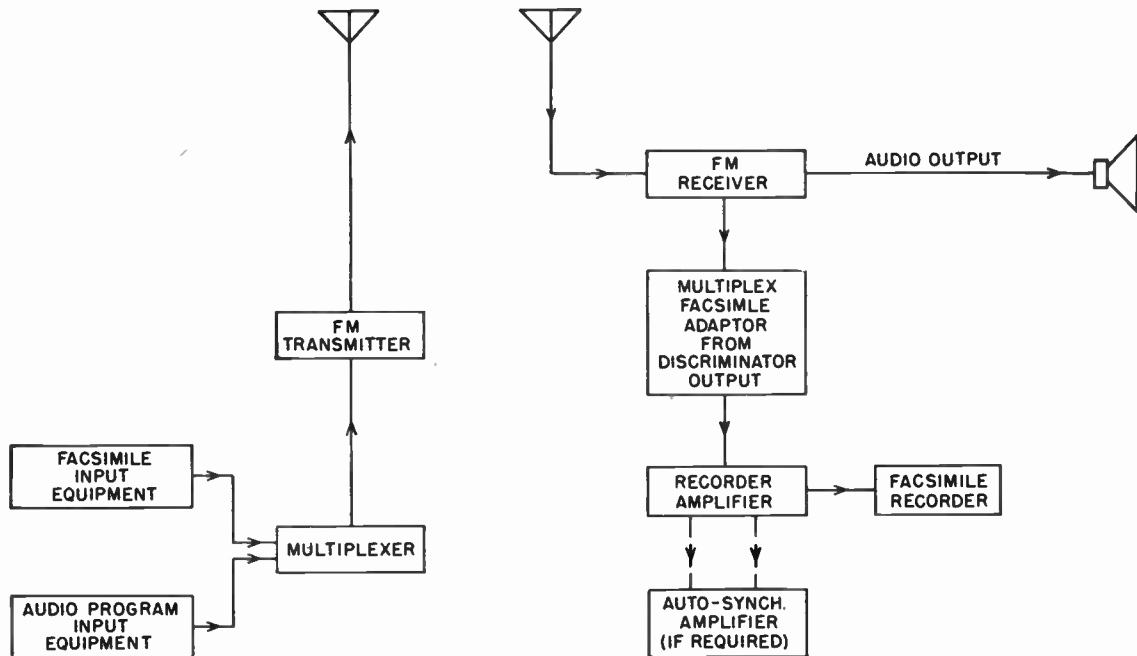 FM
TRANSMITTER
FACSIMILE
INPUT
EQUIPMENT
MULTIPLEXER
AUDIO PROGRAM
INPUT
EQUIPMENT
FM
RECEIVER
AUDIO OUTPUT
MULTIPLEX
FACSIMLE
ADAPTOR
FROM
DISCRIMINATOR
OUTPUT
RECORDER
AMPLIFIER
FACSIMILE
RECORDER
AUTO-SYNCH.
AMPLIFIER
(IF REQUIRED)